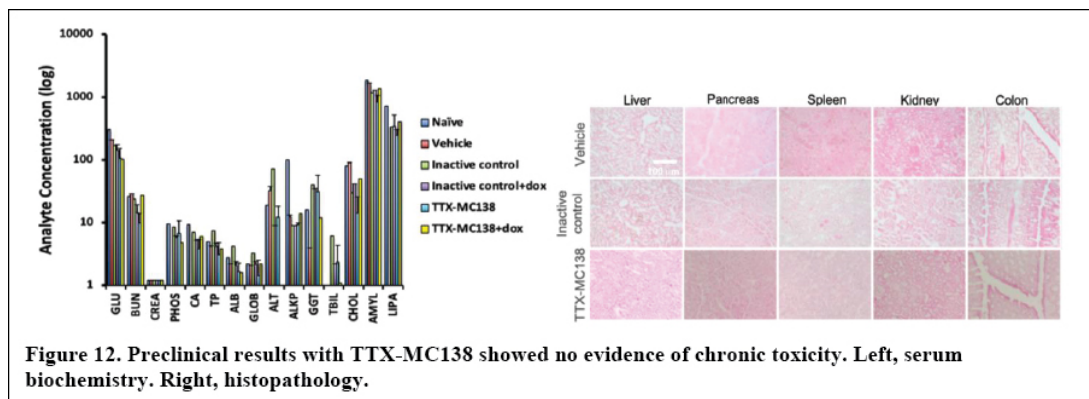 Analyte Concentration (log)
10000
1000
100
10
1
GLU
BUN
CREA
PHOS
CA
TP
ALB
GLOB
ALT
ALKP
GGT
TBIL
CHOL
AMYL
LIPA
Naïve
Vehicle
Inactive control
Inactive control+dox
TTX-MC138
TTX-MC138+dox
Liver Pancreas Spleen Kidney Colon
Vehicle
100 um
Inactive
control
TTX-MC138
Figure 12. Preclinical results with TTX-MC138 showed no evidence of chronic toxicity. Left, serum
biochemistry. Right, histopathology.